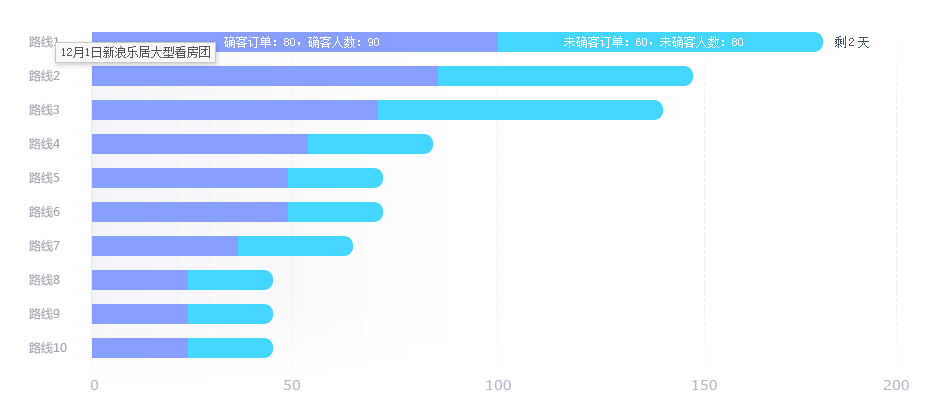 路线1
确客订单：80，确客人数：90
未确客订单：60，未确客人数：80
剩2天
12月1日新浪乐居大型看房团
路线2
路线3
路线4
路线5
路线6
路线7
路线8
路线9
路线10
0
50
100
150
200